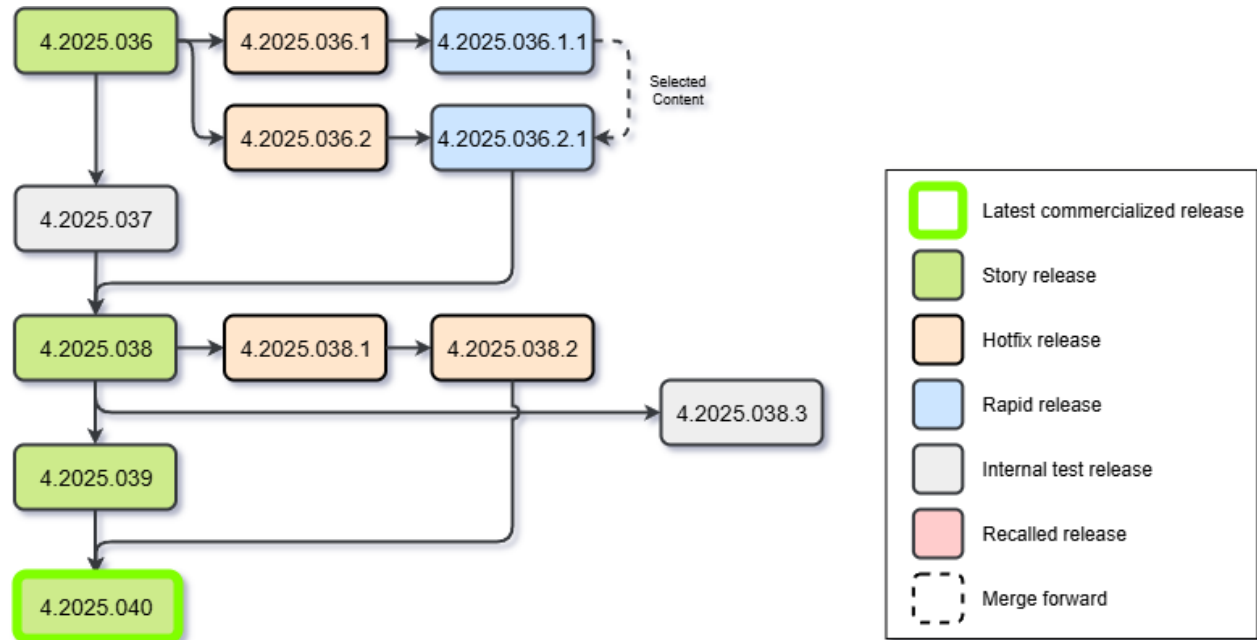 4.2025.036
4.2025.036.1
4.2025.036.1.1
Selected
Content
4.2025.036.2
4.2025.036.2.1
4.2025.037
4.2025.038
4.2025.038.1
4.2025.038.2
4.2025.038.3
4.2025.039
4.2025.040
Latest commercialized release
Story release
Hotfix release
Rapid release
Internal test release
Recalled release
Merge forward